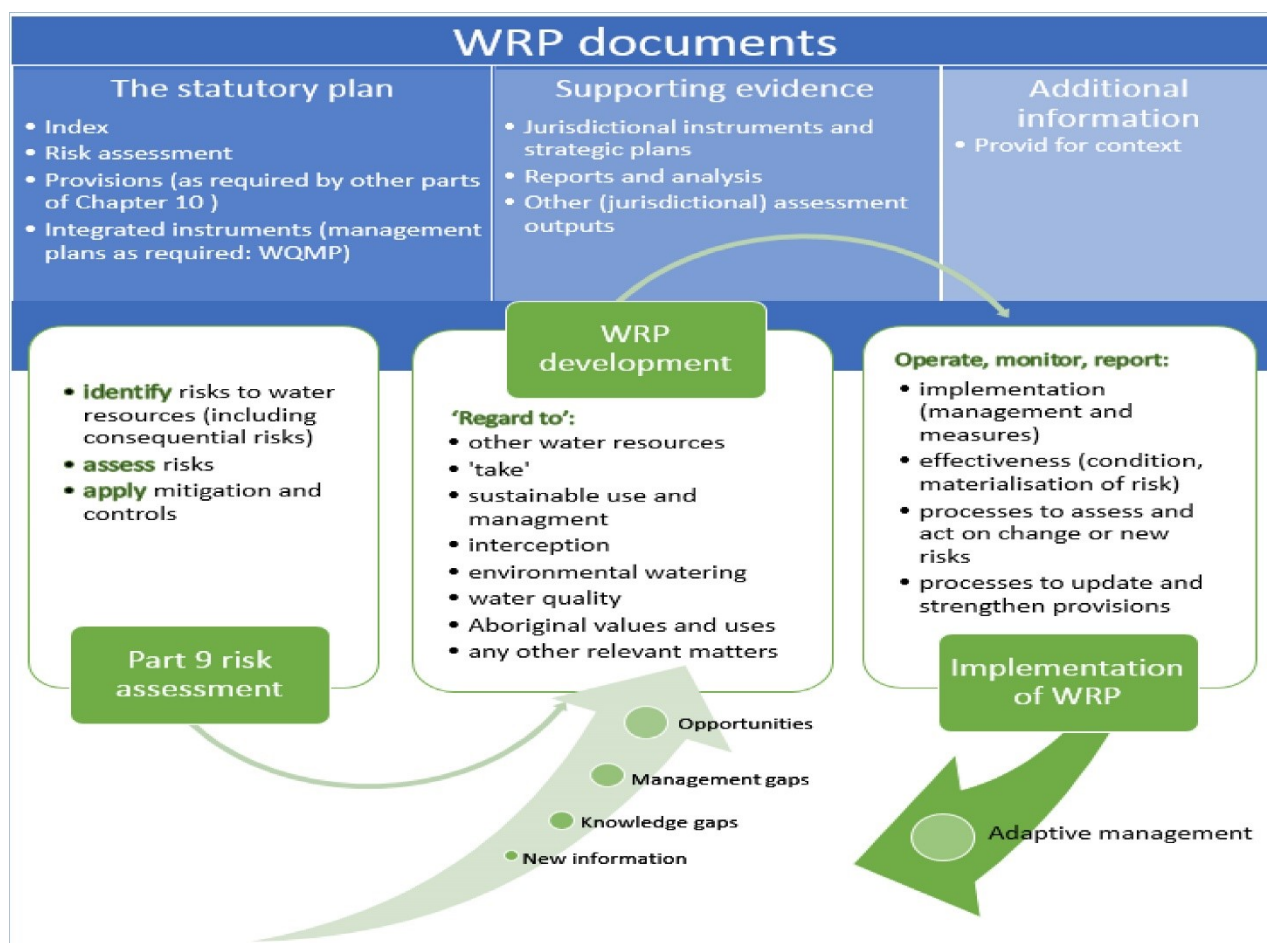 WRP documents
The statutory plan
• Index
• Risk assessment
• Provisions (as required by other parts
of Chapter 10 )
• Integrated instruments (management
plans as required: WQMP)
Supporting evidence
• Jurisdictional instruments and
strategic plans
• Reports and analysis
• Other (jurisdictional) assessment
outputs
Additional
information
• Provid for context
• identify risks to water
resources (including
consequential risks)
• assess risks
• apply mitigation and
controls
Part 9 risk
assessment
WRP
development
‘Regard to’:
• other water resources
• 'take'
• sustainable use and
managment
• interception
• environmental watering
• water quality
• Aboriginal values and uses
• any other relevant matters
Operate, monitor, report:
• implementation
(management and
measures)
• effectiveness (condition,
materialisation of risk)
• processes to assess and
act on change or new
risks
• processes to update and
strengthen provisions
Implementation
of WRP
Opportunities
Management gaps
Knowledge gaps
New information
Adaptive management